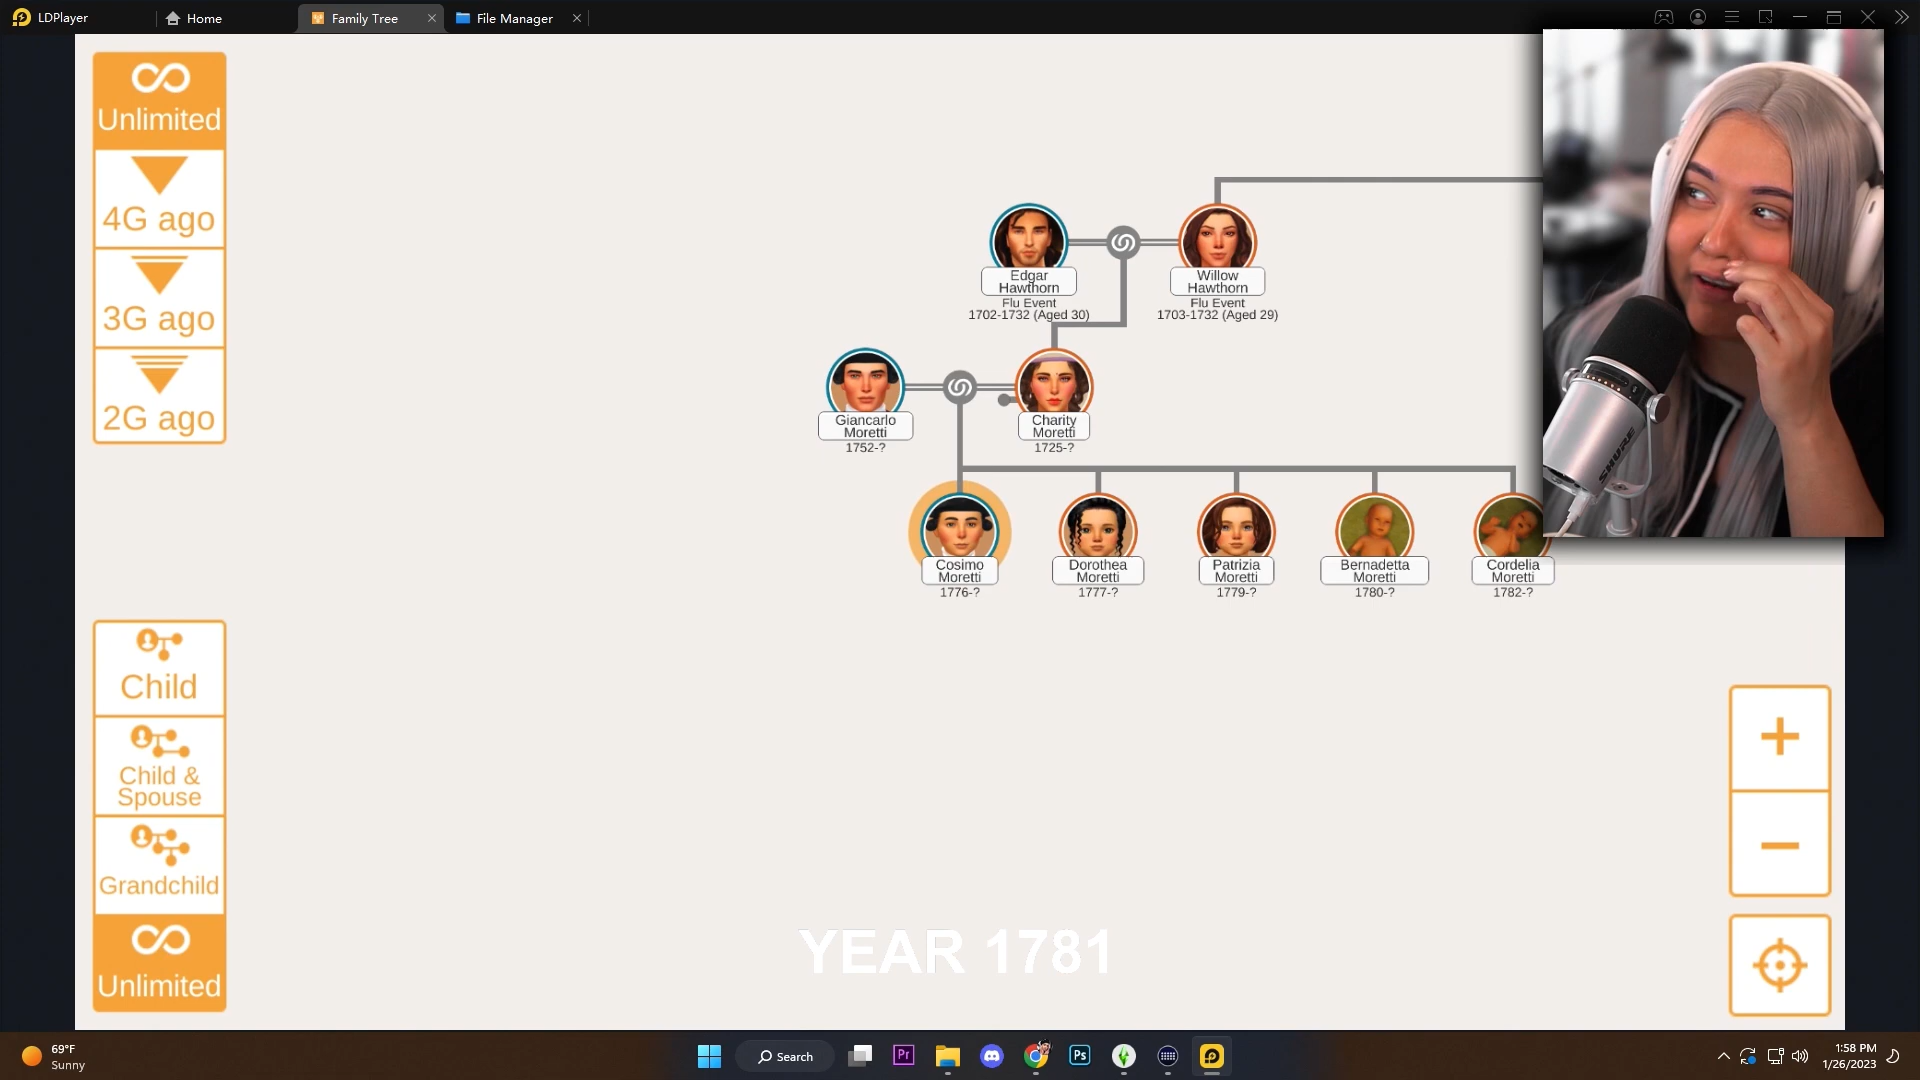 LDPlayer
Home
Family Tree
File Manager
Unlimited
4G ago
3G ago
2G ago
Edgar
Hawthorn
Flu Event
1702-1732 (Aged 30)
Willow
Hawthorn
Flu Event
1703-1732 (Aged 29)
Giancarlo
Moretti
1752-?
Charity
Moretti
1725-?
Cosimo
Moretti
1776-?
Dorothea
Moretti
1777-?
Patrizia
Moretti
1779-?
Bernadetta
Moretti
1780-?
Cordelia
Moretti
1782-?
SHURE
Child
Child &
Spouse
Grandchild
Unlimited
YEAR 1781
69°F
Sunny
Search
Pr
Ps
1:58 PM
1/26/2023